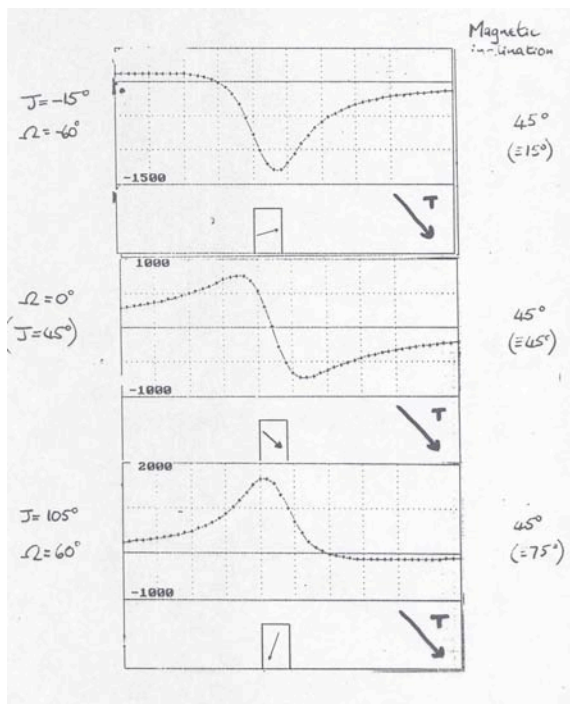 Magnetic
inclination
J = -15°
Ω = -60°
-1500
45°
(≡15°)
T
1000
Ω = 0°
(J = 45°)
-1000
45°
(≡45°)
T
2000
J = 105°
Ω = 60°
-1000
45°
(≡75°)
T